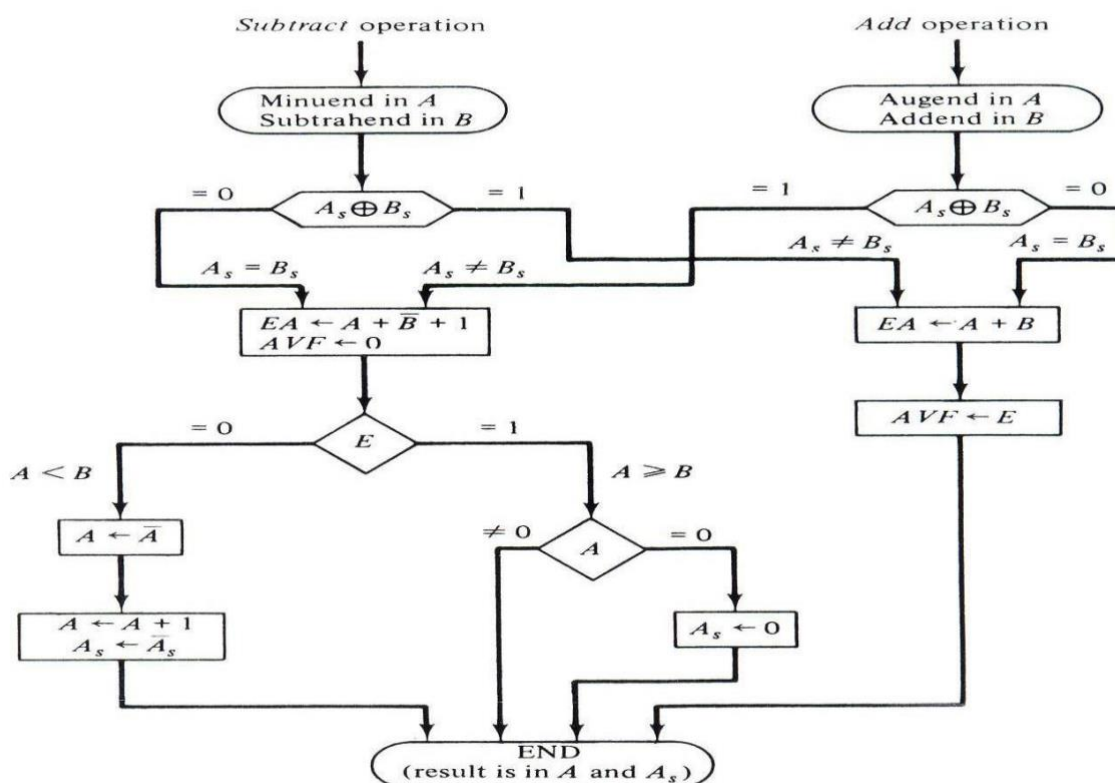 Subtract operation
Add operation
Minuend in A
Subtrahend in B
Augend in A
Addend in B
= 0
A_s ⊕ B_s
= 1
= 1
A_s ⊕ B_s
= 0
A_s = B_s
A_s ≠ B_s
A_s ≠ B_s
A_s = B_s
EA ← A + B̅ + 1
AVF ← 0
EA ← A + B
AVF ← E
= 0
E
= 1
A < B
A ≥ B
A ← A̅
≠ 0
A
= 0
A ← A + 1
A_s ← A̅_s
A_s ← 0
END
(result is in A and A_s)